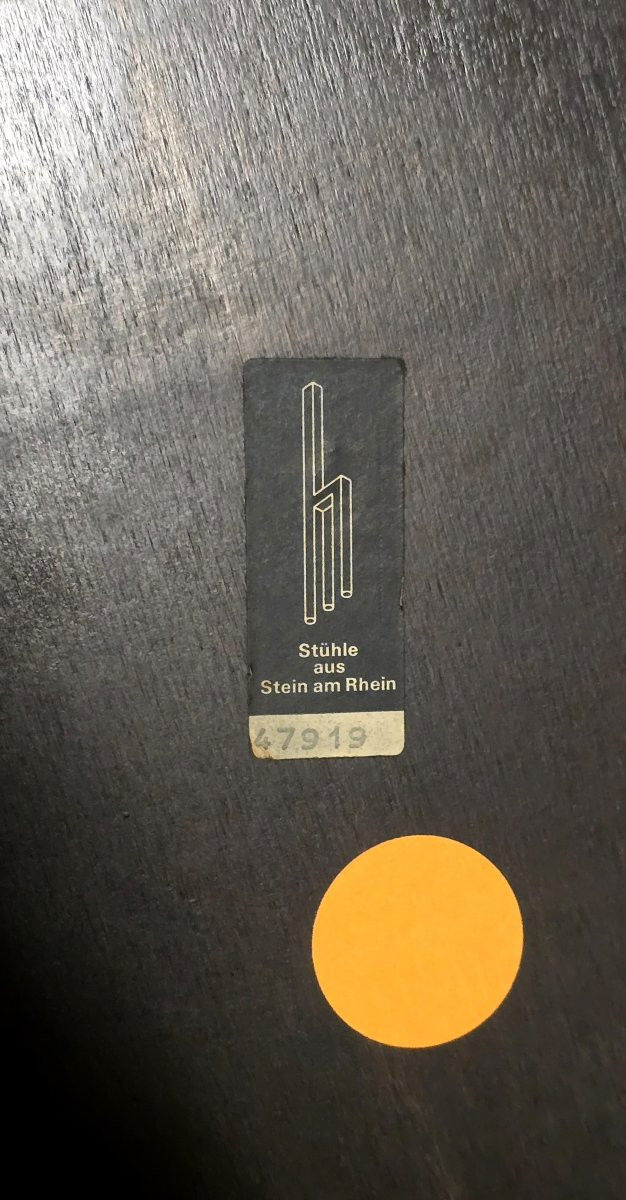 Stühle
aus
Stein am Rhein
47919